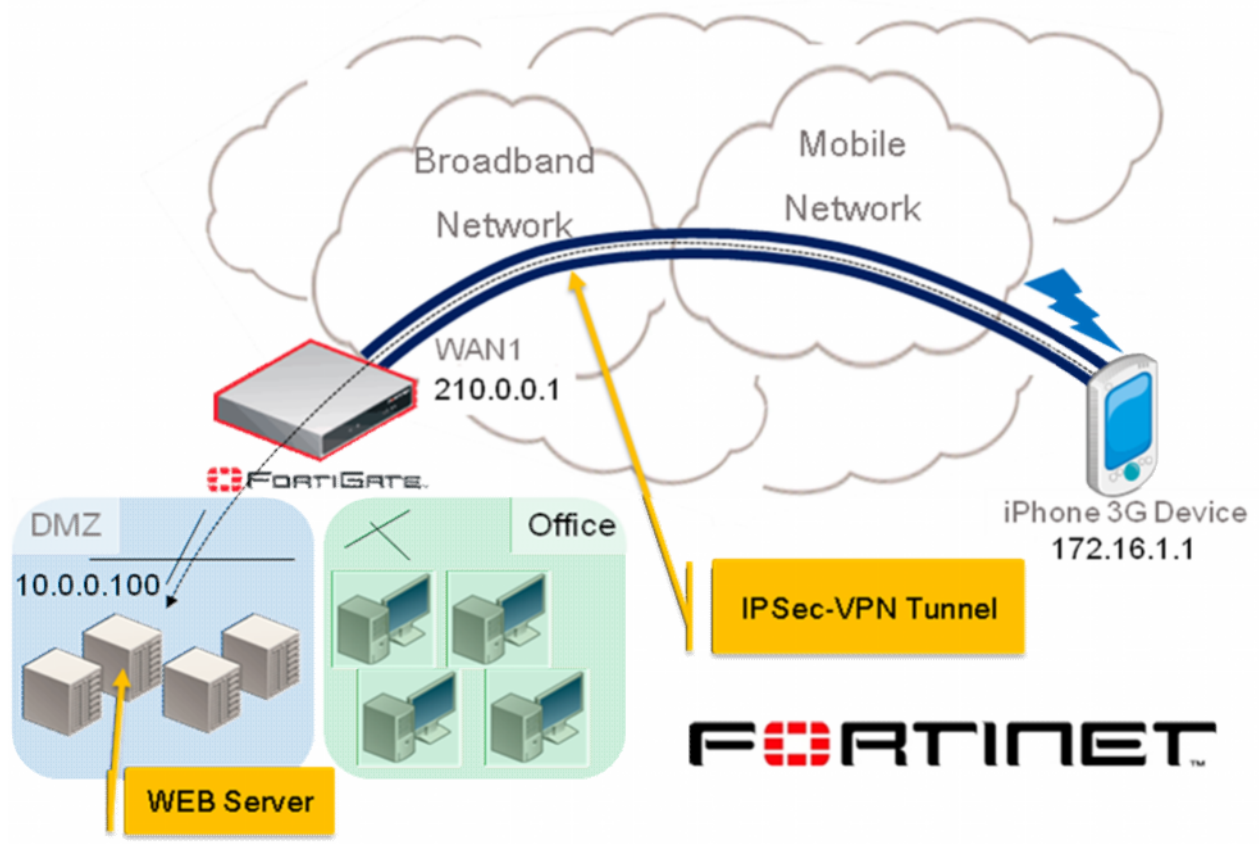 Broadband
Network
Mobile
Network
WAN1
210.0.0.1
FORTIGATE
iPhone 3G Device
172.16.1.1
DMZ
10.0.0.100
Office
IPSec-VPN Tunnel
WEB Server
FORTINET™